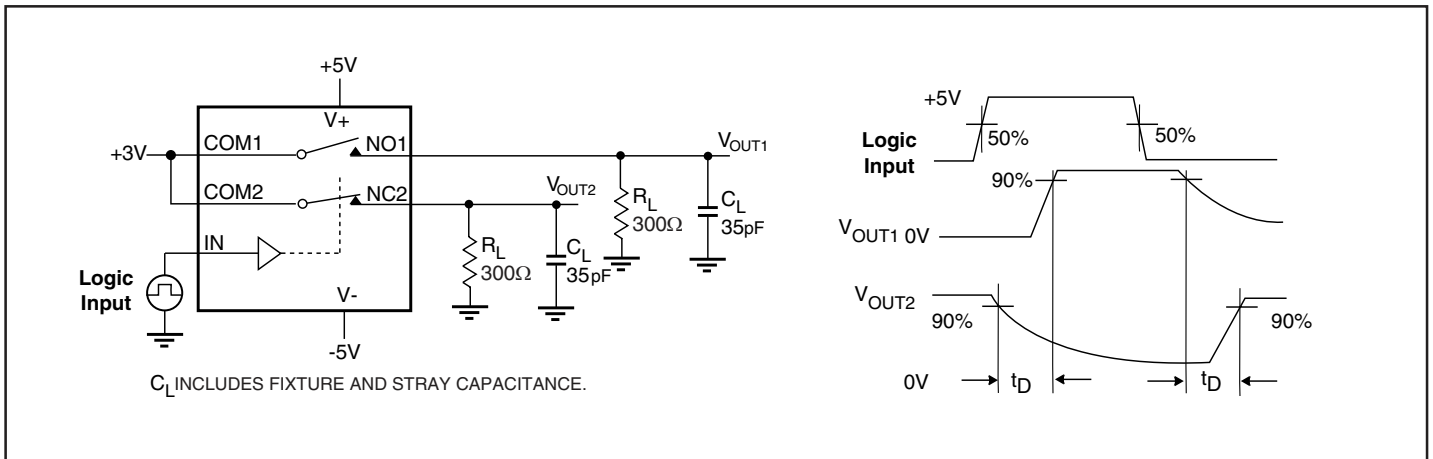 +5V
V+
+3V
COM1
NO1
VOUT1
COM2
NC2
VOUT2
RL
300Ω
CL
35pF
IN
RL
300Ω
CL
35pF
Logic
Input
V-
-5V
CL INCLUDES FIXTURE AND STRAY CAPACITANCE.
+5V
Logic
Input
50%
50%
90%
VOUT1 0V
VOUT2
90%
90%
0V
tD
tD